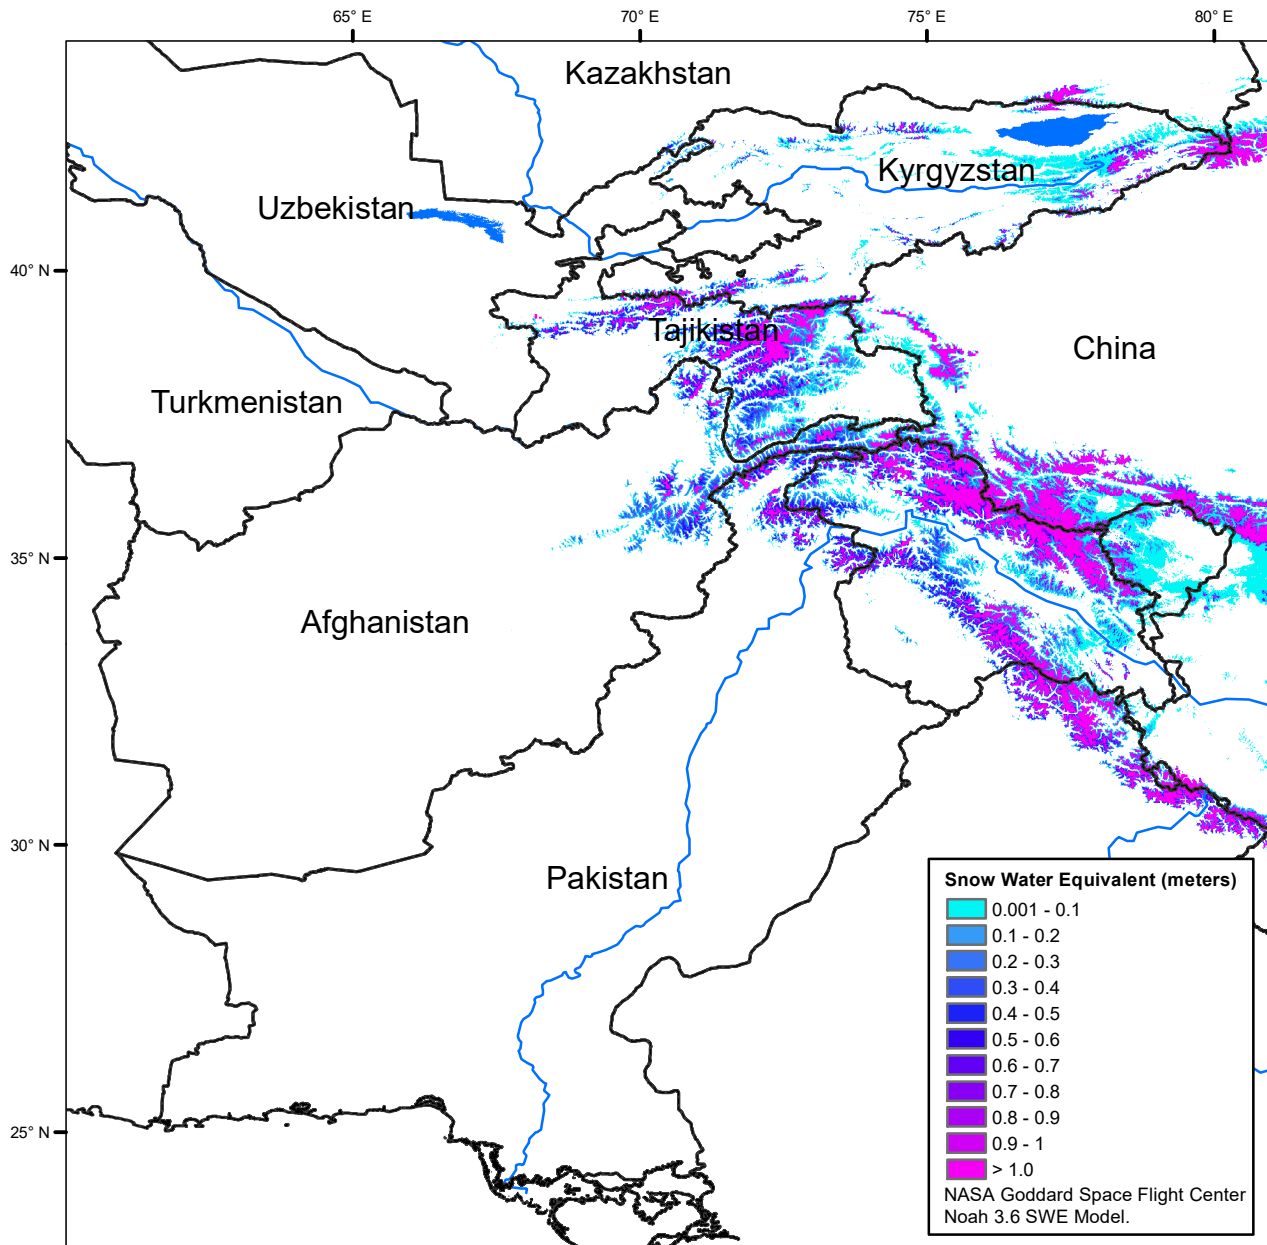 65° E
70° E
75° E
80° E
Kazakhstan
Kyrgyzstan
Uzbekistan
40° N
Tajikistan
China
Turkmenistan
35° N
Afghanistan
30° N
Pakistan
25° N
Snow Water Equivalent (meters)
0.001 - 0.1
0.1 - 0.2
0.2 - 0.3
0.3 - 0.4
0.4 - 0.5
0.5 - 0.6
0.6 - 0.7
0.7 - 0.8
0.8 - 0.9
0.9 - 1
> 1.0
NASA Goddard Space Flight Center
Noah 3.6 SWE Model.